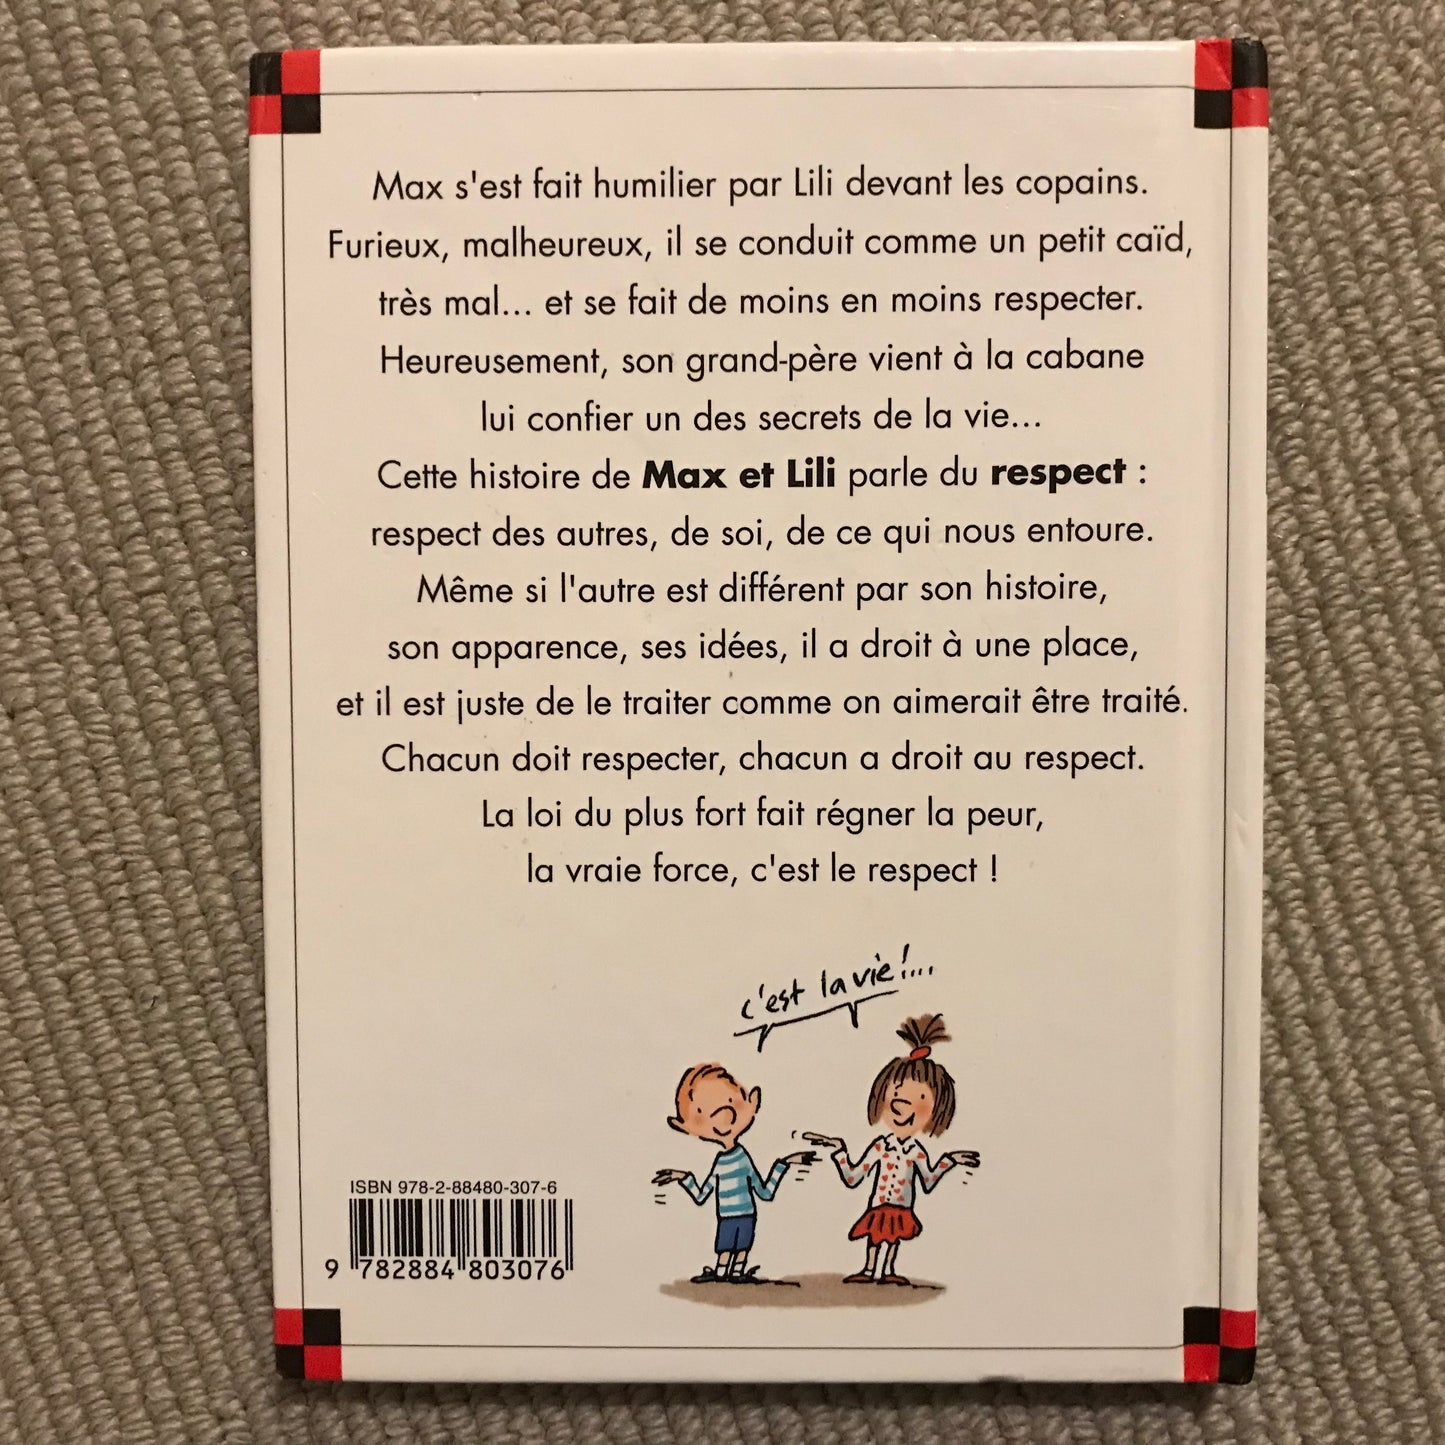 Max s'est fait humilier par Lili devant les copains.
Furieux, malheureux, il se conduit comme un petit caïd,
très mal... et se fait de moins en moins respecter.
Heureusement, son grand-père vient à la cabane
lui confier un des secrets de la vie...
Cette histoire de Max et Lili parle du respect :
respect des autres, de soi, de ce qui nous entoure.
Même si l'autre est différent par son histoire,
son apparence, ses idées, il a droit à une place,
et il est juste de le traiter comme on aimerait être traité.
Chacun doit respecter, chacun a droit au respect.
La loi du plus fort fait régner la peur,
la vraie force, c'est le respect !
c'est la vie !...
ISBN 978-2-88480-307-6
9 782884 803076